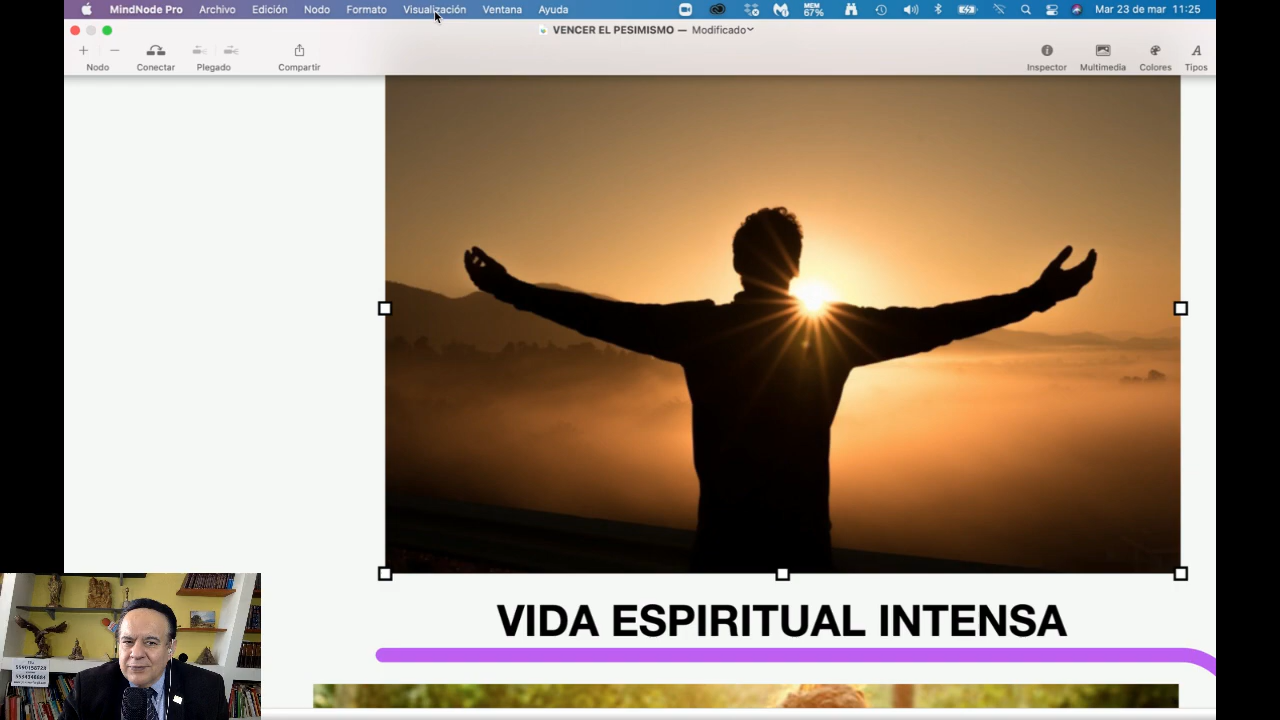 MindNode Pro Archivo Edición Nodo Formato Visualización Ventana Ayuda MEM 67% Mar 23 de mar 11:25
VENCER EL PESIMISMO — Modificado
Nodo Conectar Plegado Compartir Inspector Multimedia Colores Tipos
VIDA ESPIRITUAL INTENSA